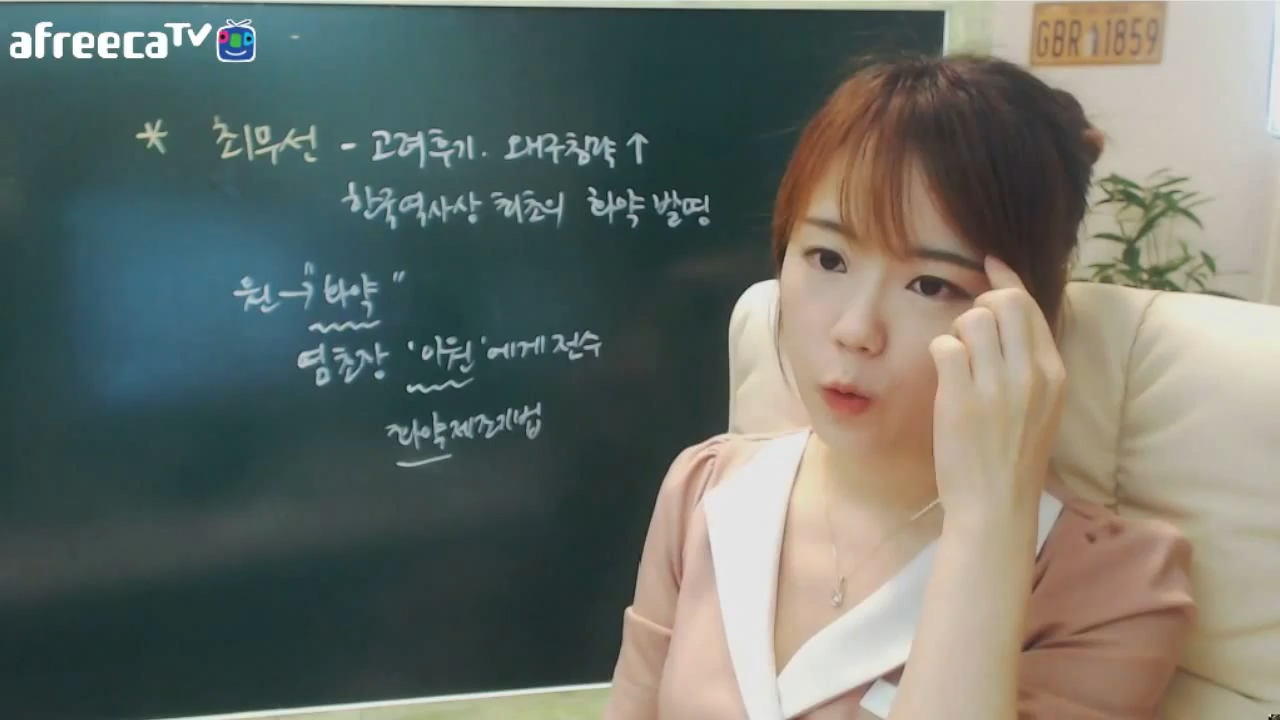 afreecaTV
GBR 1859
* 최무선 - 고려후기. 왜구침략↑
한국역사상 최초의 화약 발명
원→"화약"
염초장 '이원'에게 전수
화약제조기법